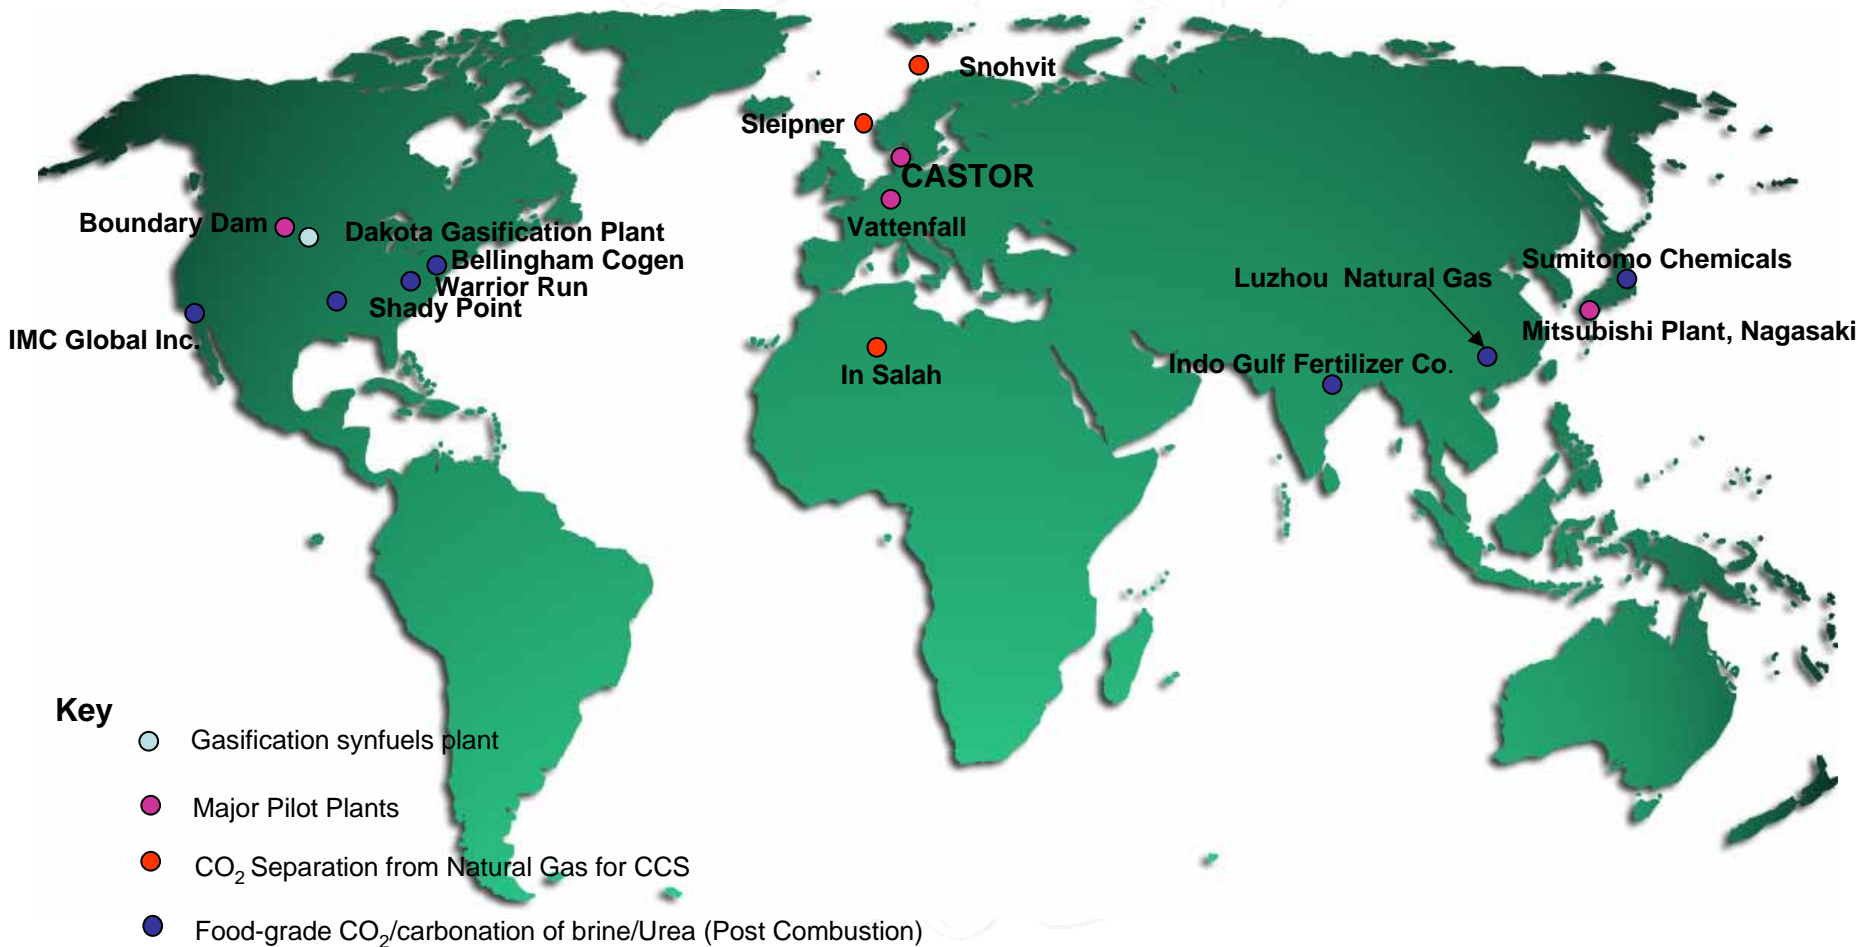 Snohvit
Sleipner
CASTOR
Vattenfall
Boundary Dam
Dakota Gasification Plant
Bellingham Cogen
Warrior Run
Shady Point
IMC Global Inc.
In Salah
Sumitomo Chemicals
Luzhou Natural Gas
Mitsubishi Plant, Nagasaki
Indo Gulf Fertilizer Co.
Key
Gasification synfuels plant
Major Pilot Plants
CO₂ Separation from Natural Gas for CCS
Food-grade CO₂/carbonation of brine/Urea (Post Combustion)